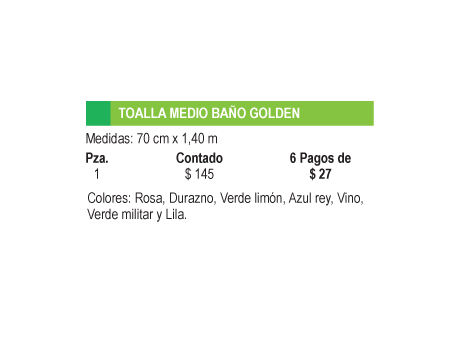 TOALLA MEDIO BAÑO GOLDEN
Medidas: 70 cm x 1,40 m
Pza. Contado 6 Pagos de
1 $ 145 $ 27
Colores: Rosa, Durazno, Verde limón, Azul rey, Vino,
Verde militar y Lila.